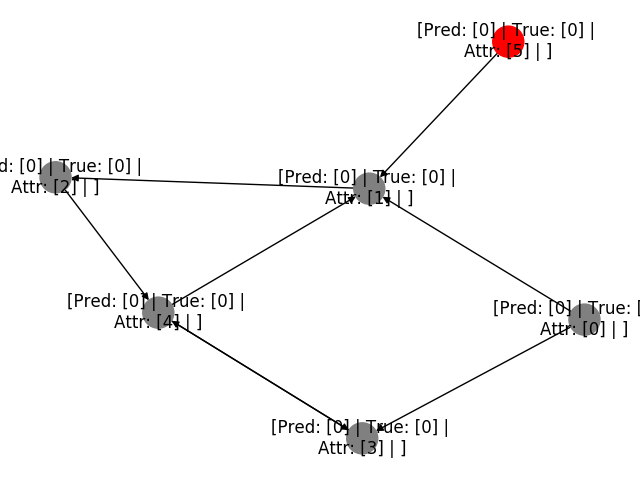 [Pred: [0] | True: [0] |
Attr: [5] | ]
d: [0] | True: [0] |
Attr: [2] | ]
[Pred: [0] | True: [0] |
Attr: [1] | ]
[Pred: [0] | True: [0] |
Attr: [4] | ]
[Pred: [0] | True: [
Attr: [0] | ]
[Pred: [0] | True: [0] |
Attr: [3] | ]